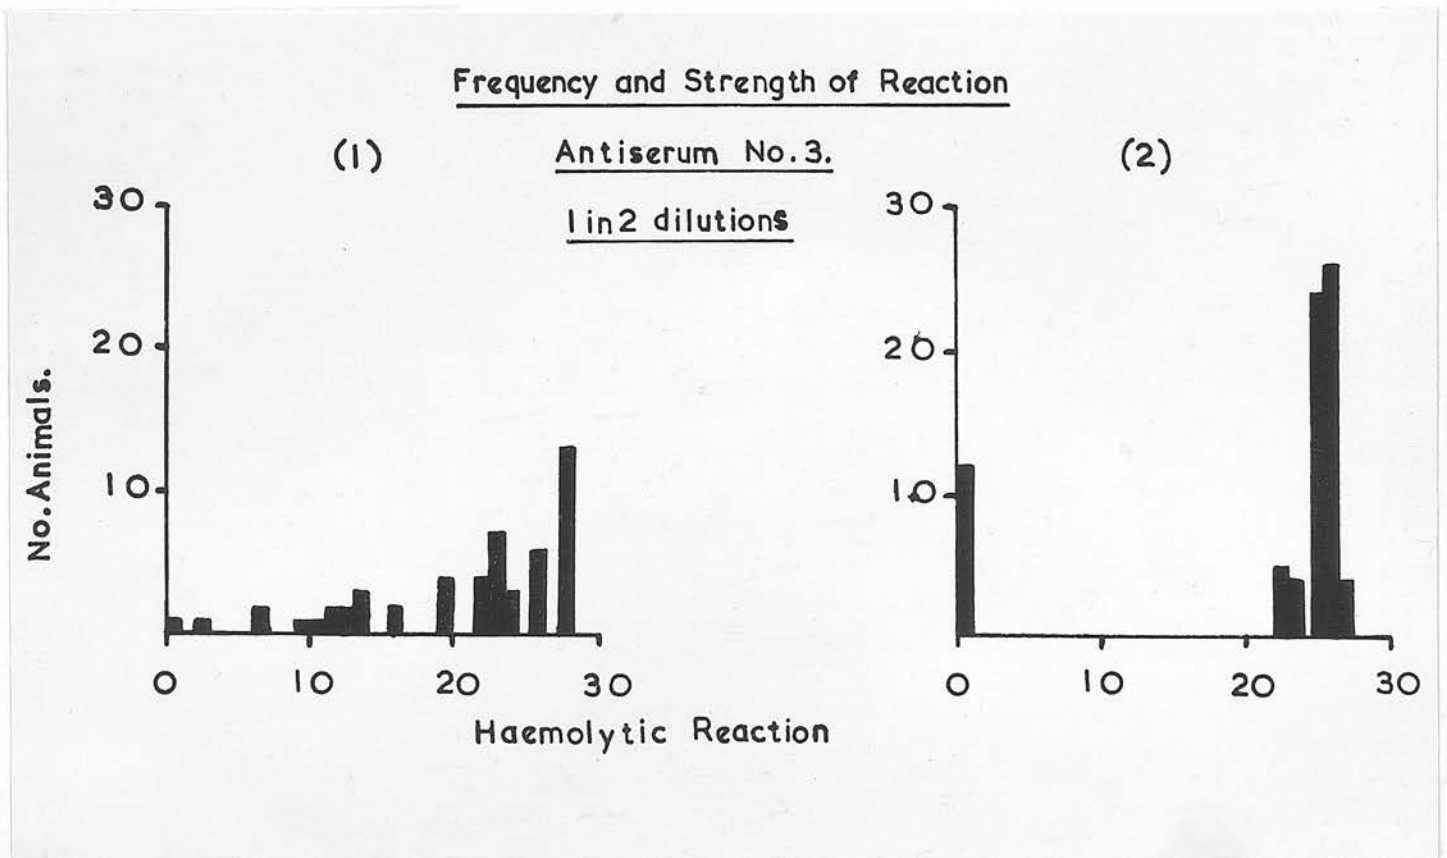 Frequency and Strength of Reaction
(1) Antiserum No.3. (2)
1 in 2 dilutions
30
20
10
0 10 20 30
No. Animals.
30
20
10
0 10 20 30
Haemolytic Reaction